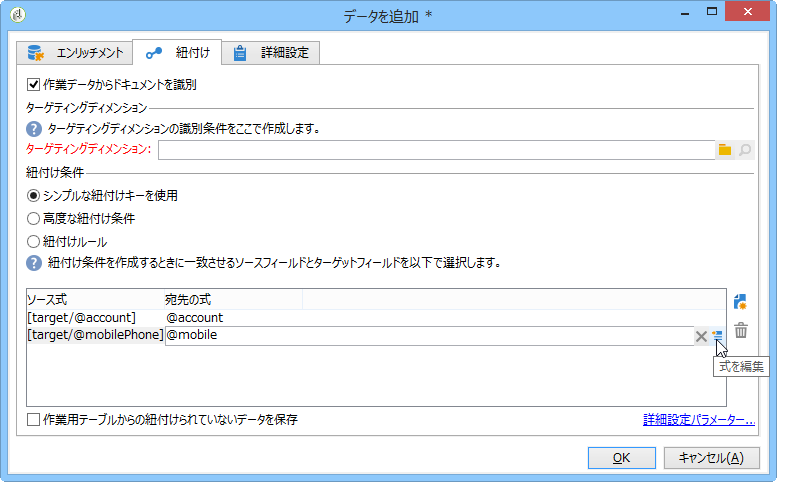 データを追加 *
エンリッチメント 紐付け 詳細設定
作業データからドキュメントを識別
ターゲティングディメンション
ターゲティングディメンションの識別条件をここで作成します。
ターゲティングディメンション:
紐付け条件
シンプルな紐付けキーを使用
高度な紐付け条件
紐付けルール
紐付け条件を作成するときに一致させるソースフィールドとターゲットフィールドを以下で選択します。
ソース式 宛先の式
[target/@account] @account
[target/@mobilePhone] @mobile
式を編集
作業用テーブルからの紐付けられていないデータを保存 詳細設定パラメーター...
OK キャンセル(A)